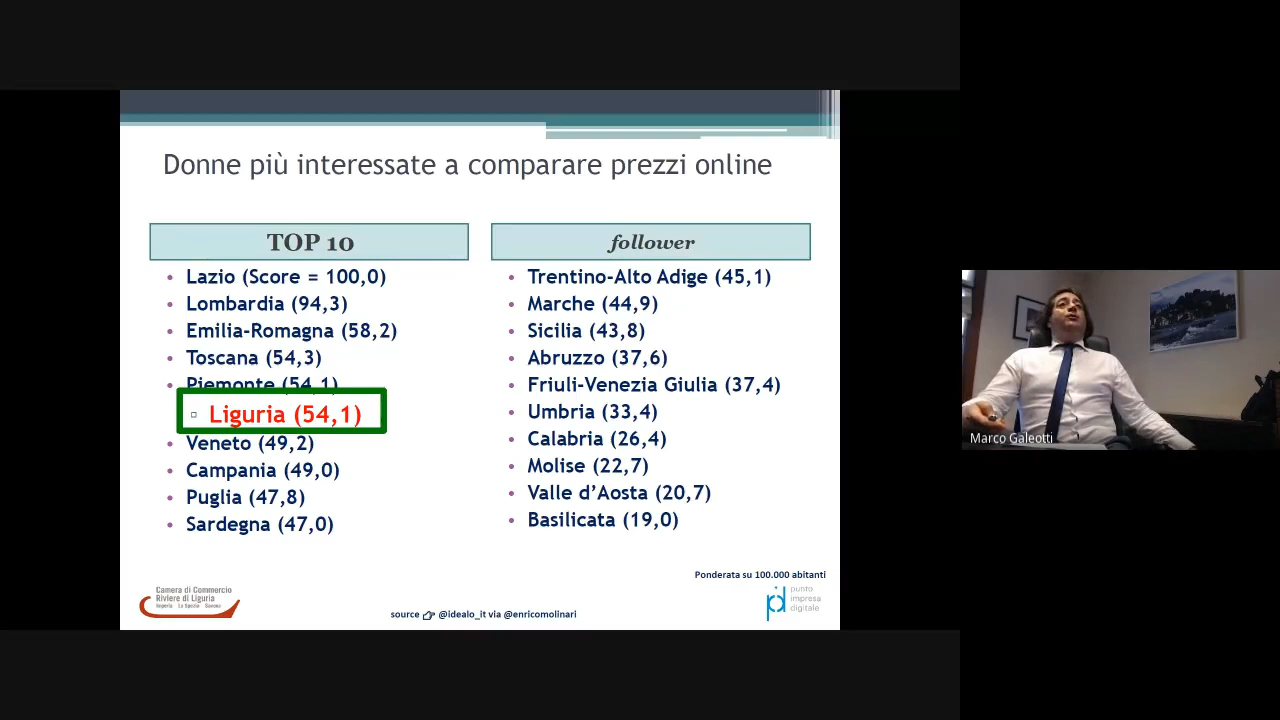 Donne più interessate a comparare prezzi online
TOP 10
• Lazio (Score = 100,0)
• Lombardia (94,3)
• Emilia-Romagna (58,2)
• Toscana (54,3)
• Piemonte (54,1)
▫ Liguria (54,1)
• Veneto (49,2)
• Campania (49,0)
• Puglia (47,8)
• Sardegna (47,0)
follower
• Trentino-Alto Adige (45,1)
• Marche (44,9)
• Sicilia (43,8)
• Abruzzo (37,6)
• Friuli-Venezia Giulia (37,4)
• Umbria (33,4)
• Calabria (26,4)
• Molise (22,7)
• Valle d’Aosta (20,7)
• Basilicata (19,0)
Ponderata su 100.000 abitanti
Camera di Commercio
Riviere di Liguria
Imperia La Spezia Savona
source 👉 @idealo_it via @enricomolinari
pid
punto
impresa
digitale
Marco Galeotti